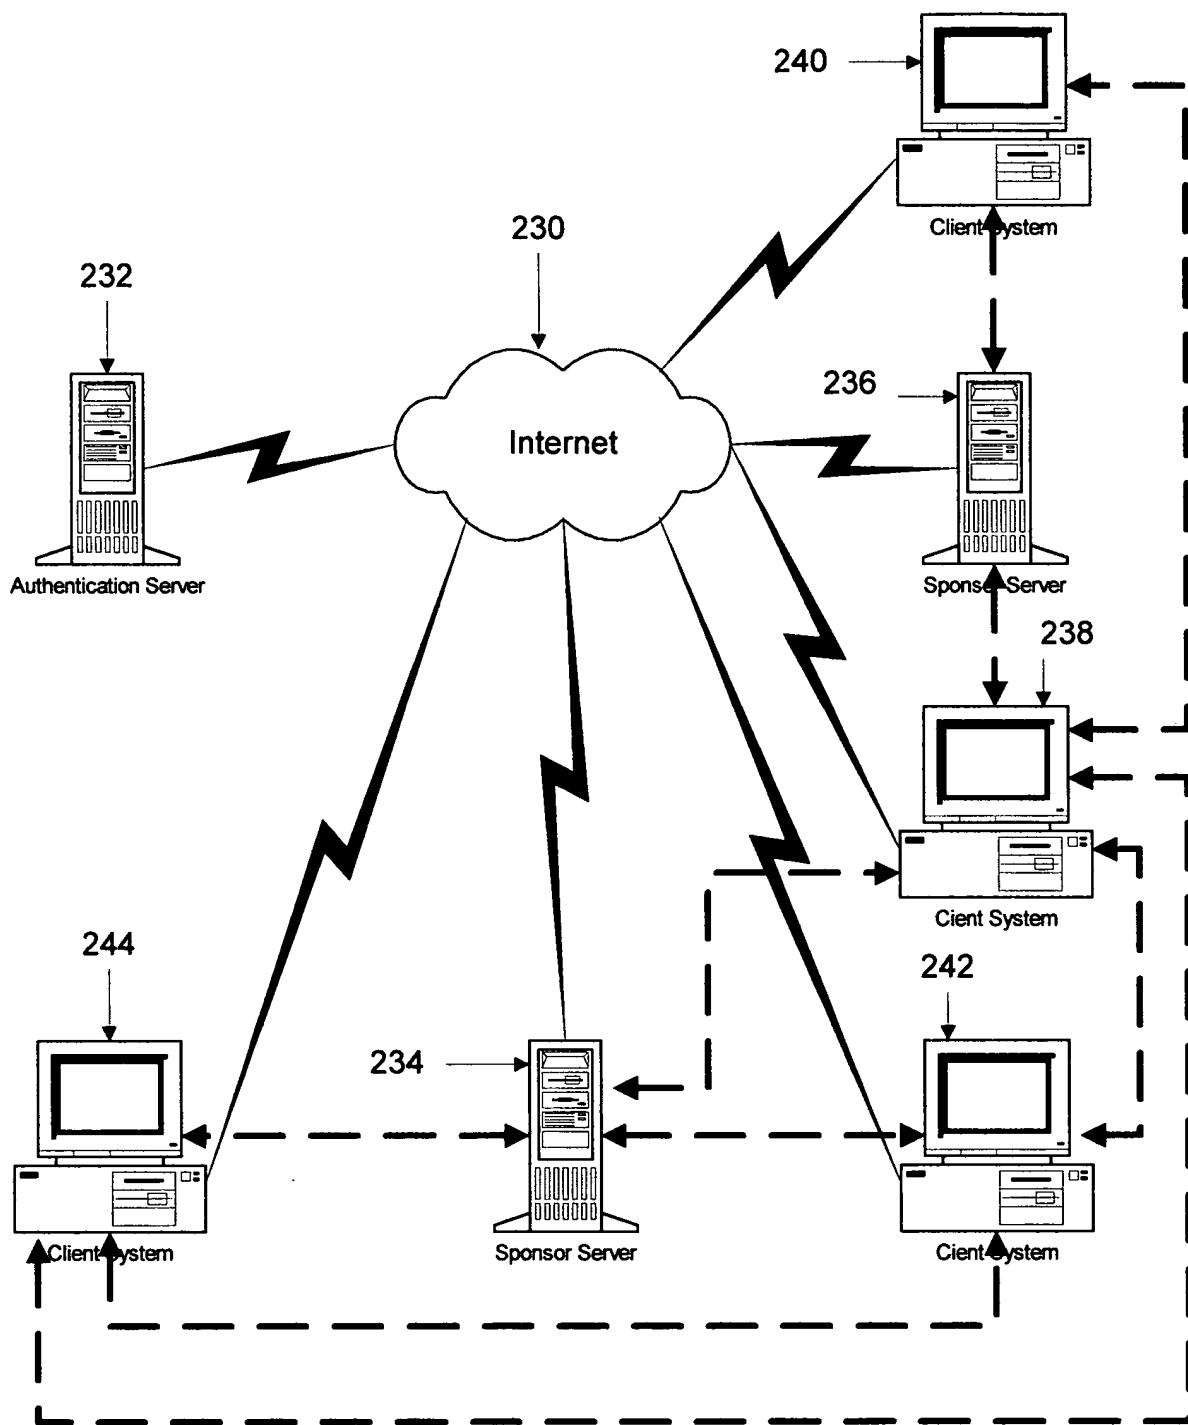 240
Client System
230
232
236
Internet
Authentication Server
Sponsor Server
238
Cient System
244
242
234
Client System
Sponsor Server
Cient System